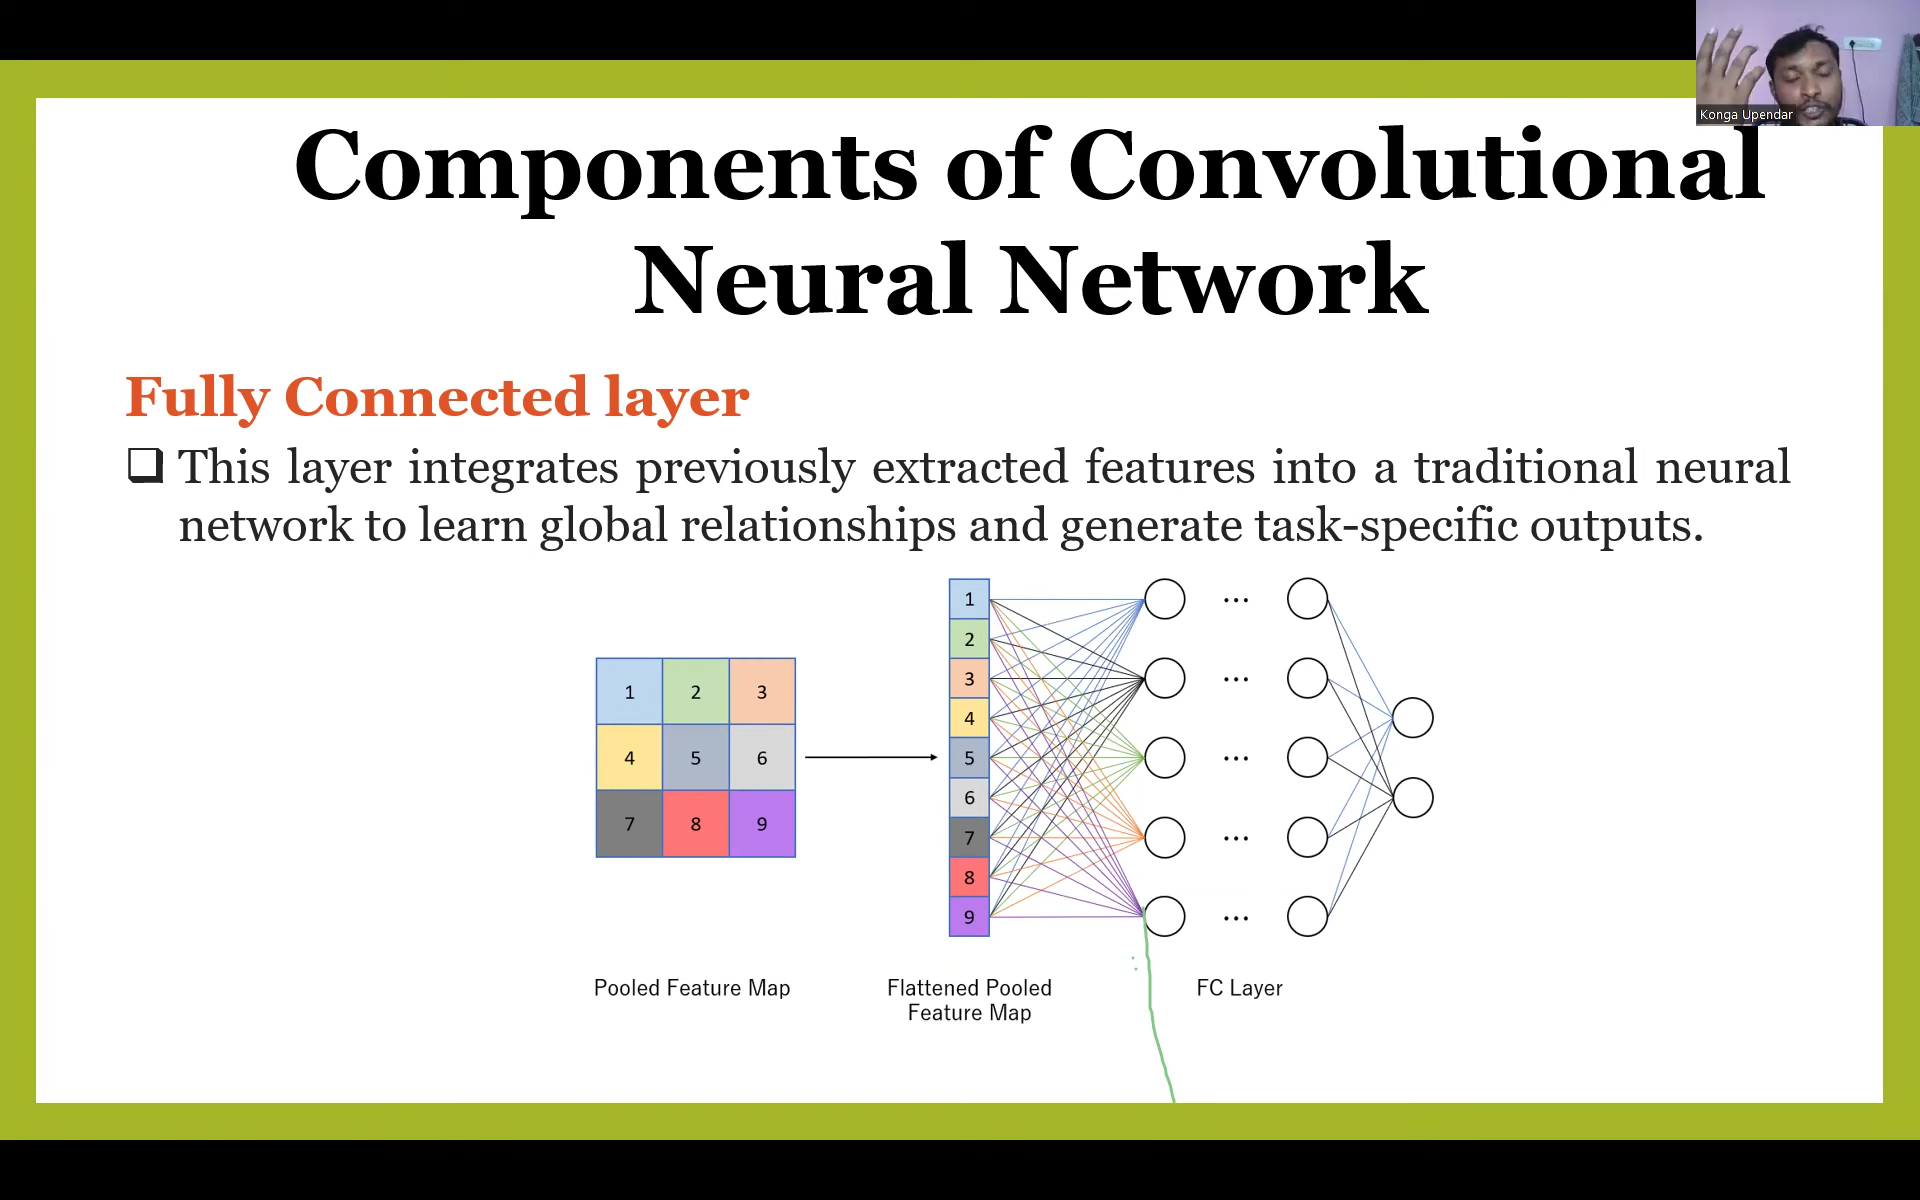 Konga Upendar
Components of Convolutional
Neural Network
Fully Connected layer
This layer integrates previously extracted features into a traditional neural
network to learn global relationships and generate task-specific outputs.
1 2 3
4 5 6
7 8 9
1
2
3
4
5
6
7
8
9
...
...
...
...
...
Pooled Feature Map
Flattened Pooled
Feature Map
FC Layer